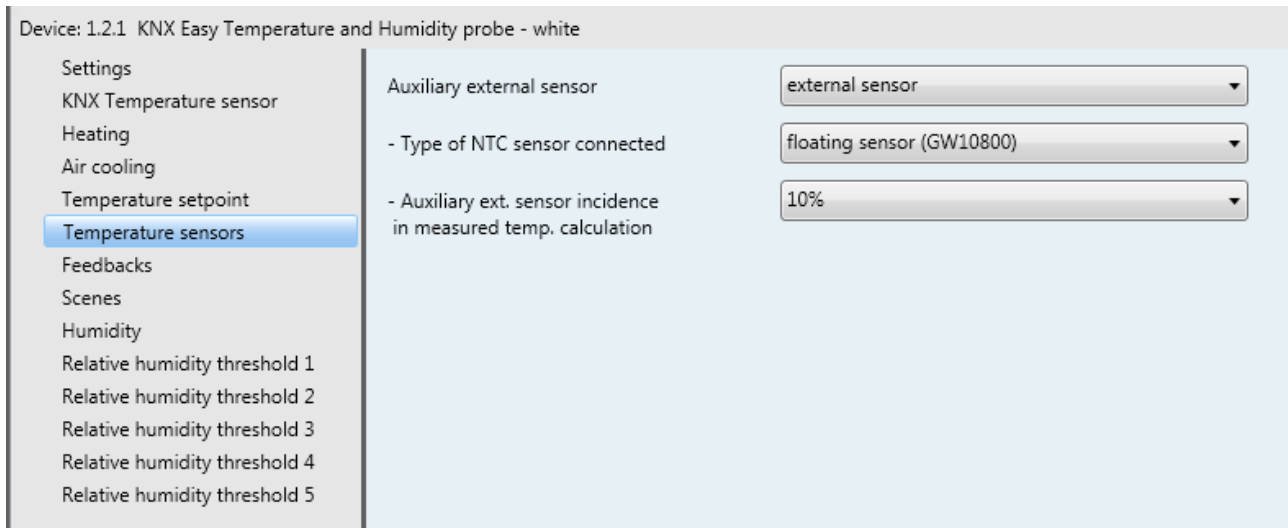 Device: 1.2.1 KNX Easy Temperature and Humidity probe - white
Settings
KNX Temperature sensor
Heating
Air cooling
Temperature setpoint
Temperature sensors
Feedbacks
Scenes
Humidity
Relative humidity threshold 1
Relative humidity threshold 2
Relative humidity threshold 3
Relative humidity threshold 4
Relative humidity threshold 5
Auxiliary external sensor
external sensor
- Type of NTC sensor connected
floating sensor (GW10800)
- Auxiliary ext. sensor incidence
in measured temp. calculation
10%